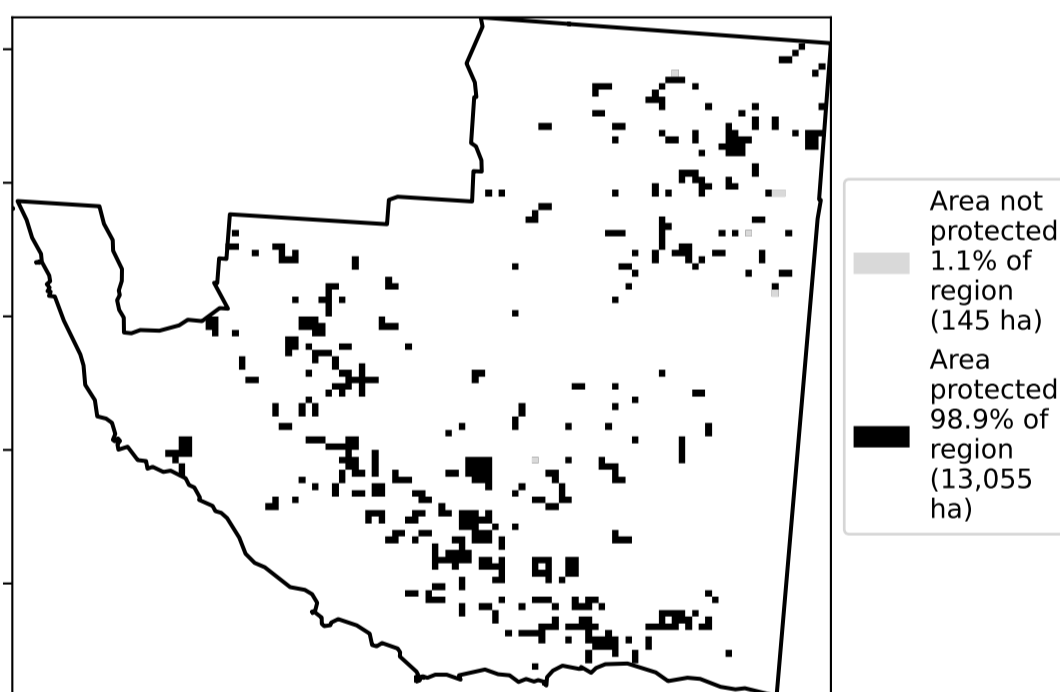 Area not
protected
1.1% of
region
(145 ha)
Area
protected
98.9% of
region
(13,055
ha)